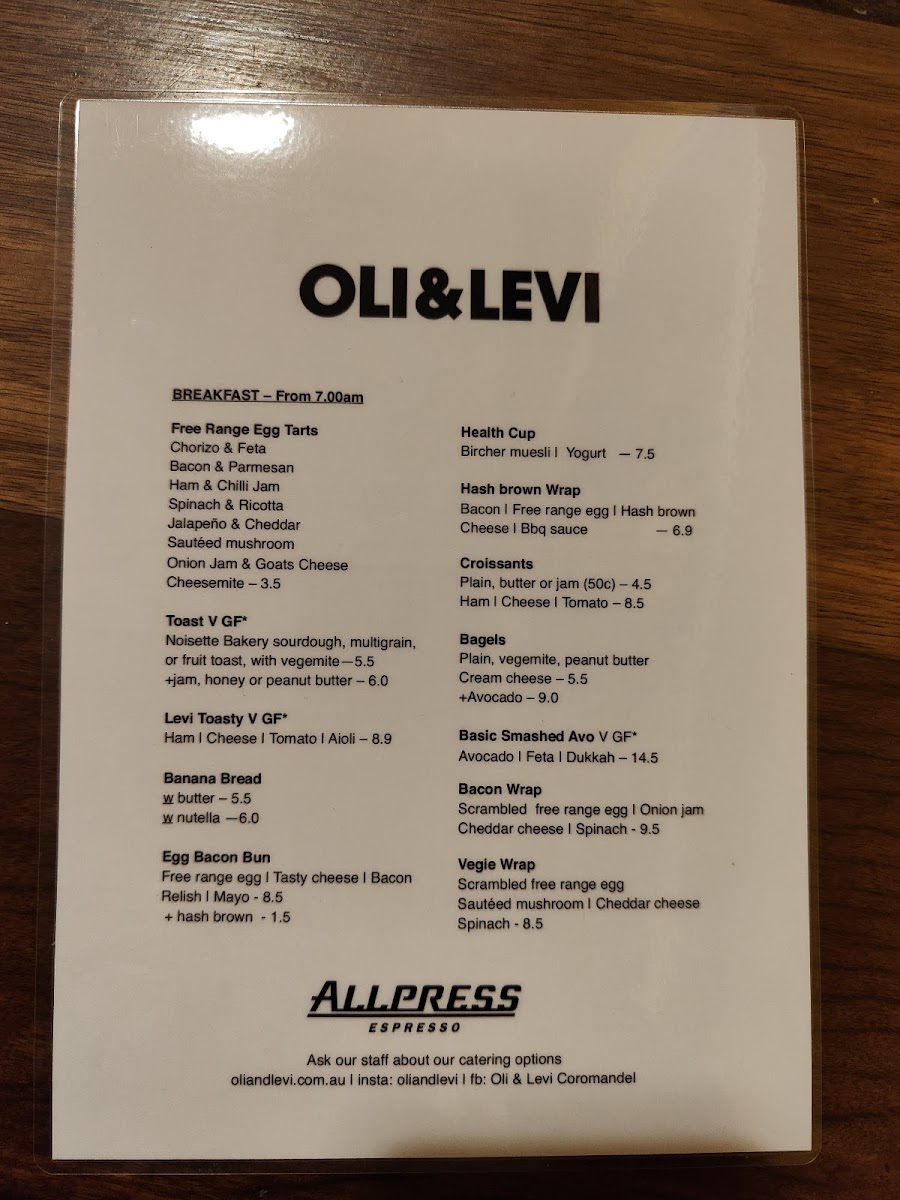 OLI&LEVI
BREAKFAST – From 7.00am
Free Range Egg Tarts
Chorizo & Feta
Bacon & Parmesan
Ham & Chilli Jam
Spinach & Ricotta
Jalapeño & Cheddar
Sautéed mushroom
Onion Jam & Goats Cheese
Cheesemite – 3.5
Toast V GF*
Noisette Bakery sourdough, multigrain,
or fruit toast, with vegemite—5.5
+jam, honey or peanut butter – 6.0
Levi Toasty V GF*
Ham I Cheese I Tomato I Aioli – 8.9
Banana Bread
w butter – 5.5
w nutella —6.0
Egg Bacon Bun
Free range egg I Tasty cheese I Bacon
Relish I Mayo - 8.5
+ hash brown - 1.5
Health Cup
Bircher muesli I Yogurt — 7.5
Hash brown Wrap
Bacon I Free range egg I Hash brown
Cheese I Bbq sauce — 6.9
Croissants
Plain, butter or jam (50c) – 4.5
Ham I Cheese I Tomato – 8.5
Bagels
Plain, vegemite, peanut butter
Cream cheese – 5.5
+Avocado – 9.0
Basic Smashed Avo V GF*
Avocado I Feta I Dukkah – 14.5
Bacon Wrap
Scrambled free range egg I Onion jam
Cheddar cheese I Spinach - 9.5
Vegie Wrap
Scrambled free range egg
Sautéed mushroom I Cheddar cheese
Spinach - 8.5
ALLPRESS
ESPRESSO
Ask our staff about our catering options
oliandlevi.com.au I insta: oliandlevi I fb: Oli & Levi Coromandel